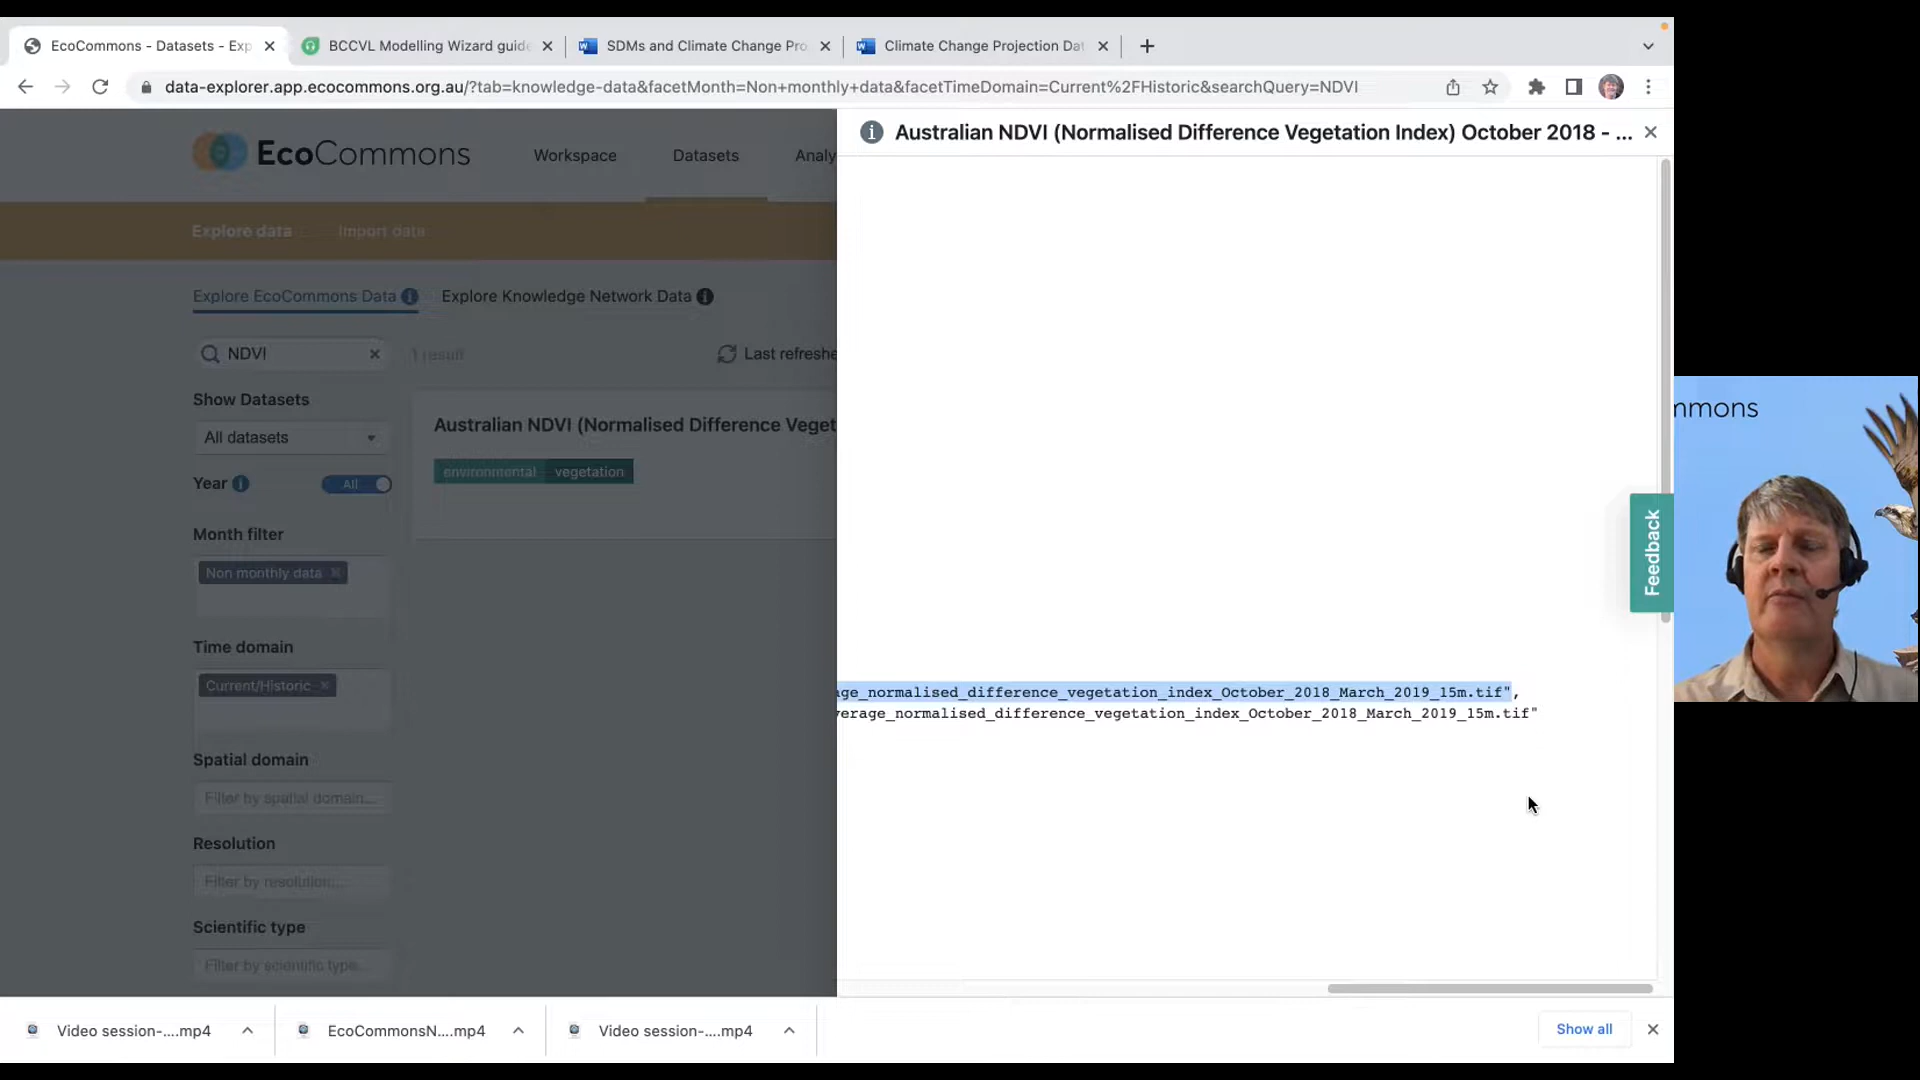 EcoCommons - Datasets - Exp
BCCVL Modelling Wizard guid
SDMs and Climate Change Pro
Climate Change Projection Dat
data-explorer.app.ecocommons.org.au/?tab=knowledge-data&facetMonth=Non+monthly+data&facetTimeDomain=Current%2FHistoric&searchQuery=NDVI
Australian NDVI (Normalised Difference Vegetation Index) October 2018 - ...
EcoCommons
Workspace
Datasets
Analy
Explore data
Import data
Explore EcoCommons Data
Explore Knowledge Network Data
NDVI
1 result
Last refreshe
Show Datasets
All datasets
Australian NDVI (Normalised Difference Veget
environmental
vegetation
Year
All
Month filter
Non monthly data
Time domain
Current/Historic
Spatial domain
Filter by spatial domain...
Resolution
Filter by resolution...
Scientific type
Filter by scientific type...
age_normalised_difference_vegetation_index_October_2018_March_2019_15m.tif",
verage_normalised_difference_vegetation_index_October_2018_March_2019_15m.tif"
Feedback
mmons
Video session-....mp4
EcoCommonsN....mp4
Video session-....mp4
Show all